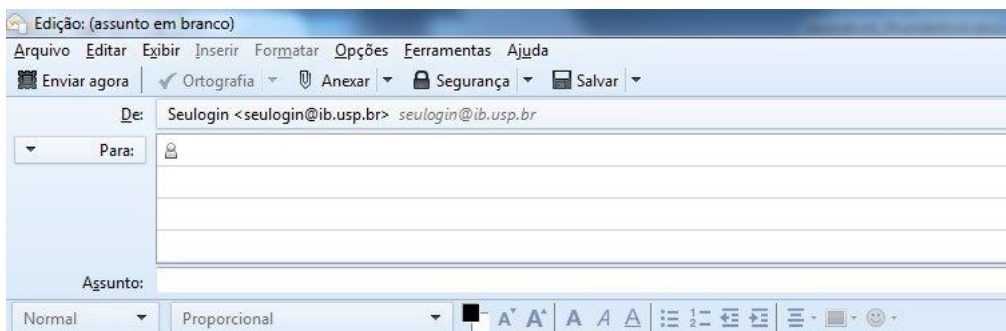 Edição: (assunto em branco)
Arquivo Editar Exibir Inserir Formatar Opções Ferramentas Ajuda
Enviar agora Ortografia Anexar Segurança Salvar
De: Seulogin <seulogin@ib.usp.br> seulogin@ib.usp.br
Para:
Assunto:
Normal Proporcional A A A A A